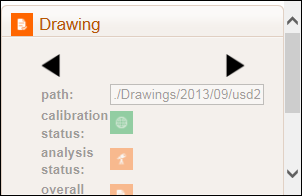 Drawing
path: ./Drawings/2013/09/usd2
calibration
status:
analysis
status:
overall